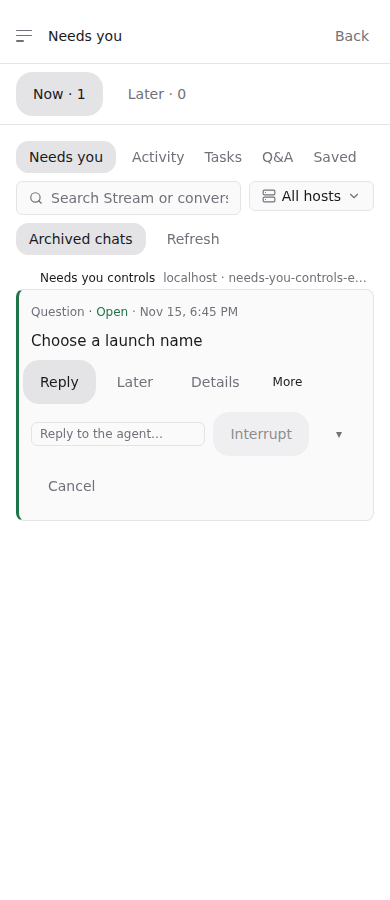 Needs you Back
Now · 1 Later · 0
Needs you Activity Tasks Q&A Saved
Search Stream or convers All hosts
Archived chats Refresh
Needs you controls localhost · needs-you-controls-e...
Question · Open · Nov 15, 6:45 PM
Choose a launch name
Reply Later Details More
Reply to the agent... Interrupt ▾
Cancel